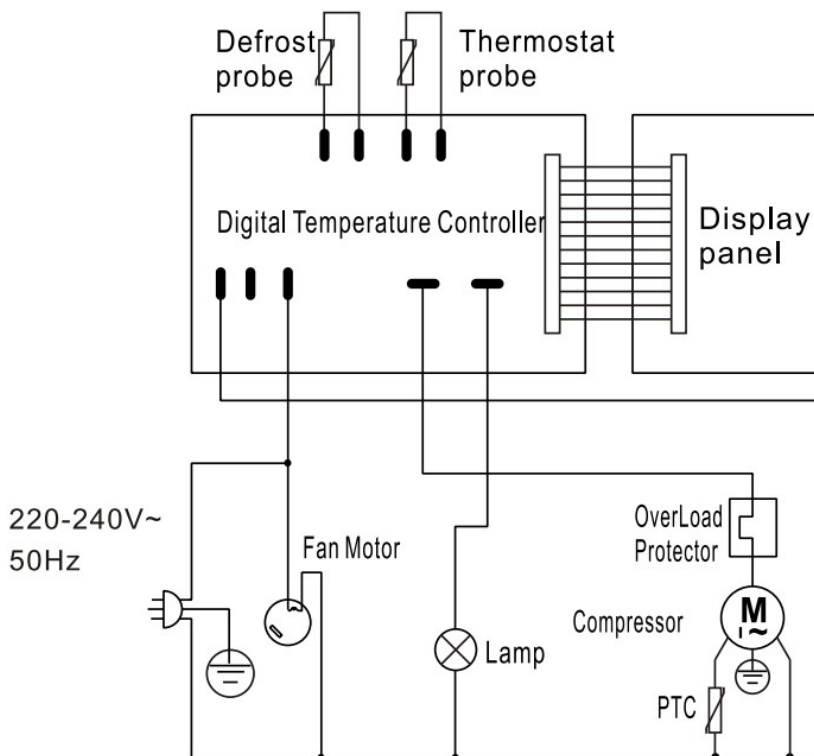 Defrost
probe
Thermostat
probe
Digital Temperature Controller
Display
panel
220-240V~
50Hz
Fan Motor
OverLoad
Protector
Compressor
M
1~
Lamp
PTC